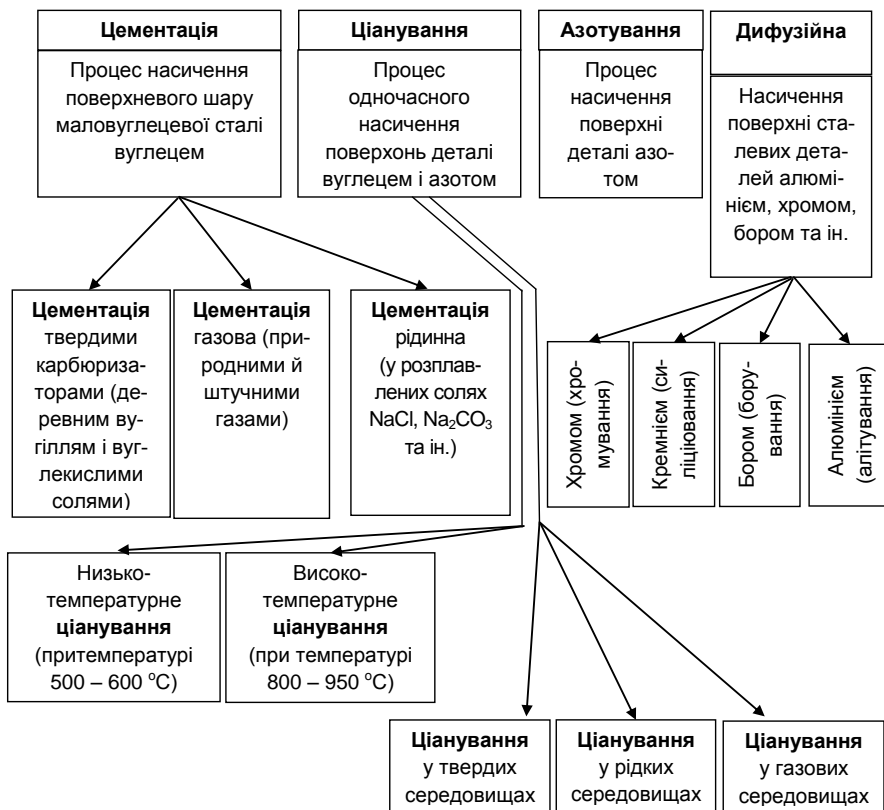 Цементація
Процес насичення
поверхневого шару
маловуглецевої сталі
вуглецем
Ціанування
Процес
одночасного
насичення
поверхонь деталі
вуглецем і азотом
Азотування
Процес
насичення
поверхні
деталі азо-
том
Дифузійна
Насичення
поверхні ста-
левих дета-
лей алюмі-
нієм, хромом,
бором та ін.
Цементація
твердими
карбюриза-
торами (де-
ревним ву-
гіллям і вуг-
лекислими
солями)
Цементація
газова (при-
родними й
штучними
газами)
Цементація
рідинна
(у розплав-
лених солях
NaCl, Na₂CO₃
та ін.)
Хромом (хро-
мування)
Кремнієм (си-
ліціювання)
Бором (бору-
вання)
Алюмінієм
(алітування)
Низько-
температурне
ціанування
(притемпературі
500 – 600 °С)
Високо-
температурне
ціанування
(при температурі
800 – 950 °С)
Ціанування
у твердих
середовищах
Ціанування
у рідких
середовищах
Ціанування
у газових
середовищах